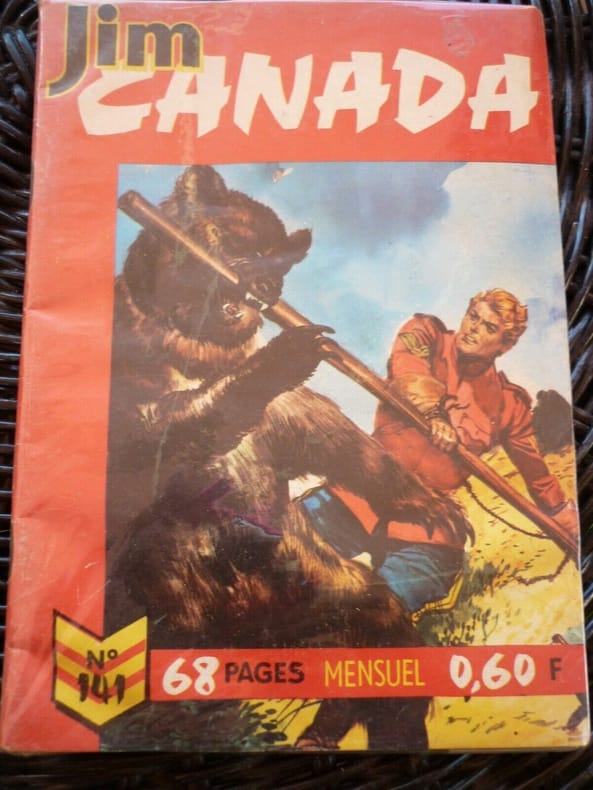 Jim
CANADA
N° 141
68 PAGES MENSUEL 0,60 F